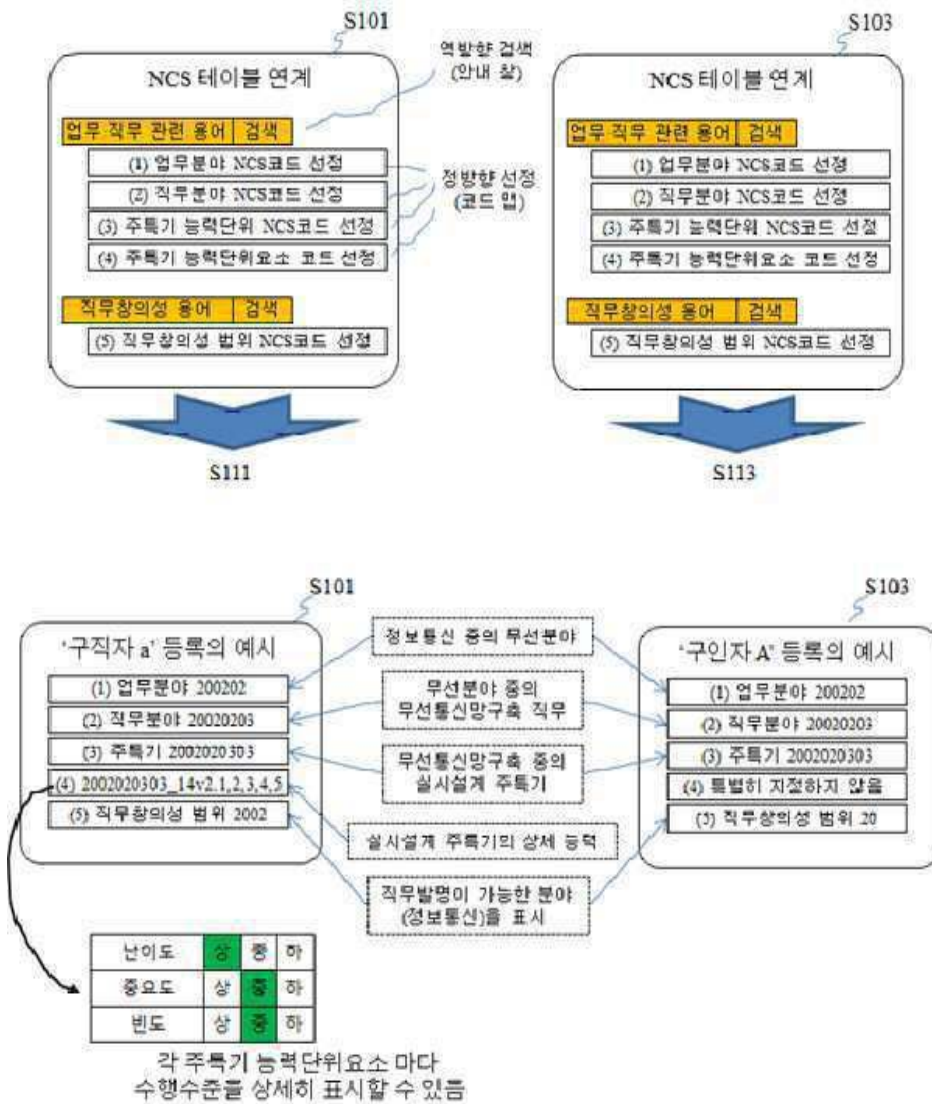 S101
S103
NCS 테이블 연계
업무 직무 관련 용어 검색
(1) 업무분야 NCS코드 선정
(2) 직무분야 NCS코드 선정
(3) 주특기 능력단위 NCS코드 선정
(4) 주특기 능력단위요소 코드 선정
직무창의성 용어 검색
(5) 직무창의성 범위 NCS코드 선정
S111
역방향 검색
(안내 창)
정방향 선정
(코드 맵)
NCS 테이블 연계
업무 직무 관련 용어 검색
(1) 업무분야 NCS코드 선정
(2) 직무분야 NCS코드 선정
(3) 주특기 능력단위 NCS코드 선정
(4) 주특기 능력단위요소 코드 선정
직무창의성 용어 검색
(5) 직무창의성 범위 NCS코드 선정
S113
S101
S103
‘구직자 a’ 등록의 예시
(1) 업무분야 200202
(2) 직무분야 20020203
(3) 주특기 2002020303
(4) 2002020303_14v2.1,2,3,4,5
(5) 직무창의성 범위 2002
정보통신 중의 무선분야
무선분야 중의
무선통신망구축 직무
무선통신망구축 중의
실시설계 주특기
실시설계 주특기의 상세 능력
직무발명이 가능한 분야
(정보통신)을 표시
‘구인자 A’ 등록의 예시
(1) 업무분야 200202
(2) 직무분야 20020203
(3) 주특기 2002020303
(4) 특별히 지정하지 않음
(5) 직무창의성 범위 20
난이도 상 중 하
중요도 상 중 하
빈도 상 중 하
각 주특기 능력단위요소 마다
수행수준을 상세히 표시할 수 있음